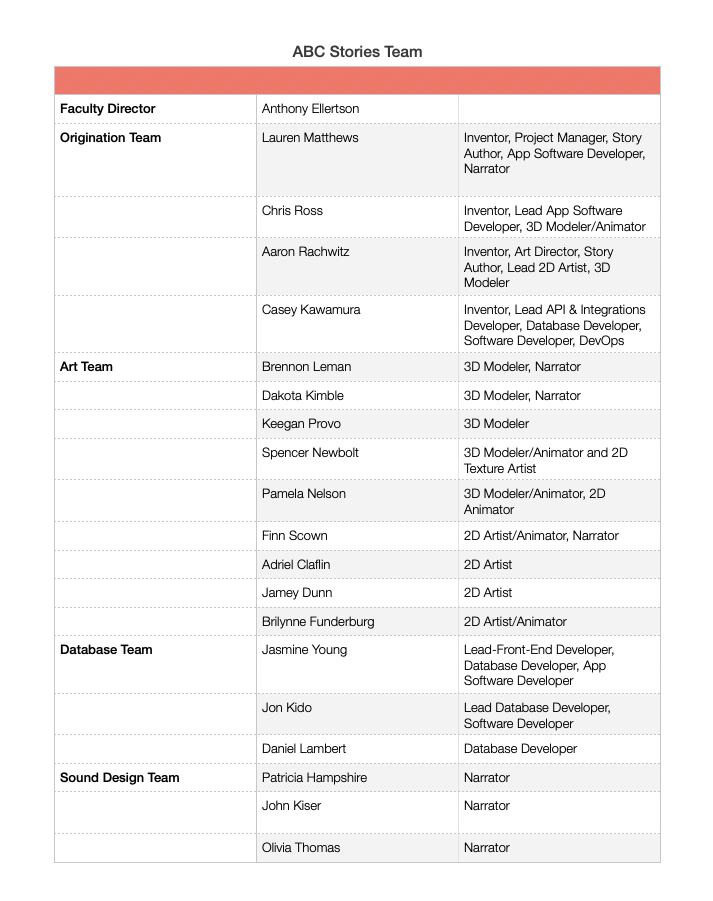 ABC Stories Team
Faculty Director Anthony Ellertson
Origination Team Lauren Matthews Inventor, Project Manager, Story
Author, App Software Developer,
Narrator
Chris Ross Inventor, Lead App Software
Developer, 3D Modeler/Animator
Aaron Rachwitz Inventor, Art Director, Story
Author, Lead 2D Artist, 3D
Modeler
Casey Kawamura Inventor, Lead API & Integrations
Developer, Database Developer,
Software Developer, DevOps
Art Team Brennon Leman 3D Modeler, Narrator
Dakota Kimble 3D Modeler, Narrator
Keegan Provo 3D Modeler
Spencer Newbolt 3D Modeler/Animator and 2D
Texture Artist
Pamela Nelson 3D Modeler/Animator, 2D
Animator
Finn Scown 2D Artist/Animator, Narrator
Adriel Claflin 2D Artist
Jamey Dunn 2D Artist
Brilynne Funderburg 2D Artist/Animator
Database Team Jasmine Young Lead-Front-End Developer,
Database Developer, App
Software Developer
Jon Kido Lead Database Developer,
Software Developer
Daniel Lambert Database Developer
Sound Design Team Patricia Hampshire Narrator
John Kiser Narrator
Olivia Thomas Narrator